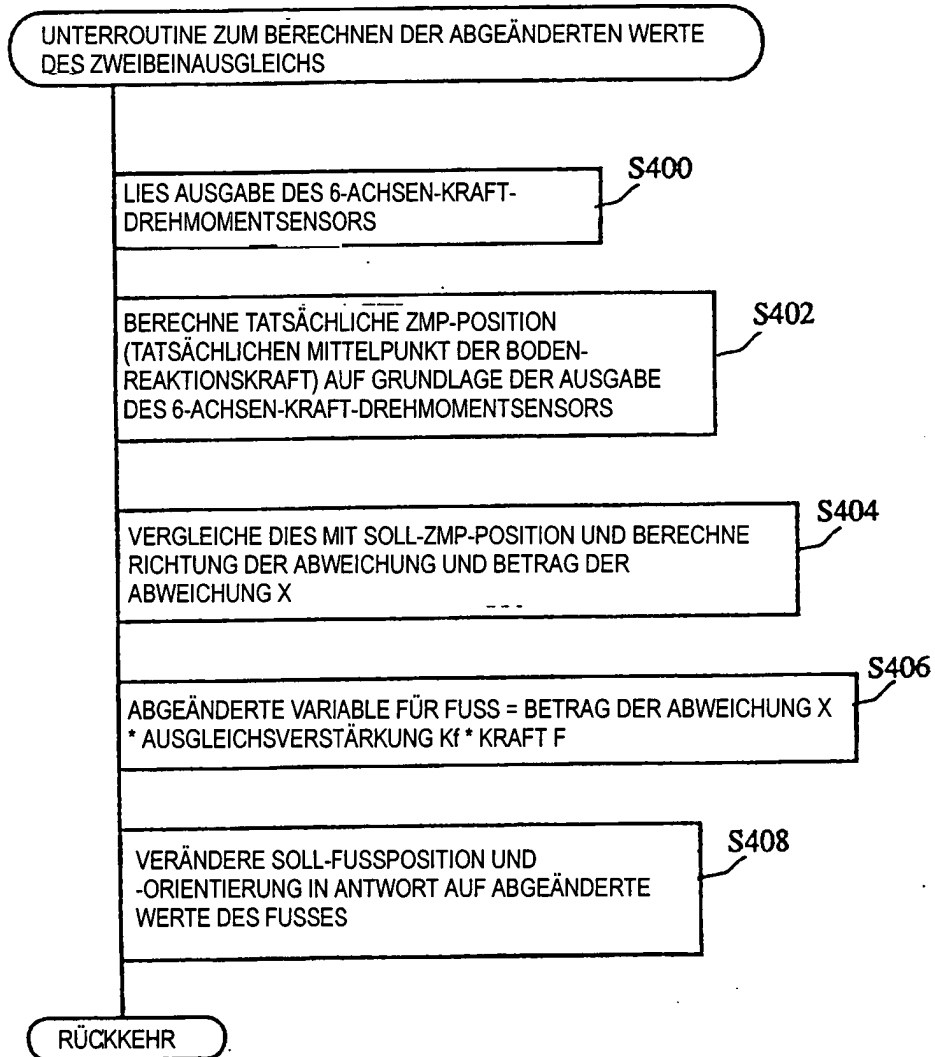 UNTERROUTINE ZUM BERECHNEN DER ABGEÄNDERTEN WERTE
DES ZWEIBEINAUSGLEICHS
S400
LIES AUSGABE DES 6-ACHSEN-KRAFT-
DREHMOMENTSENSORS
S402
BERECHNE TATSÄCHLICHE ZMP-POSITION
(TATSÄCHLICHEN MITTELPUNKT DER BODEN-
REAKTIONSKRAFT) AUF GRUNDLAGE DER AUSGABE
DES 6-ACHSEN-KRAFT-DREHMOMENTSENSORS
S404
VERGLEICHE DIES MIT SOLL-ZMP-POSITION UND BERECHNE
RICHTUNG DER ABWEICHUNG UND BETRAG DER
ABWEICHUNG X
S406
ABGEÄNDERTE VARIABLE FÜR FUSS = BETRAG DER ABWEICHUNG X
* AUSGLEICHSVERSTÄRKUNG Kf * KRAFT F
S408
VERÄNDERE SOLL-FUSSPOSITION UND
-ORIENTIERUNG IN ANTWORT AUF ABGEÄNDERTE
WERTE DES FUSSES
RÜCKKEHR